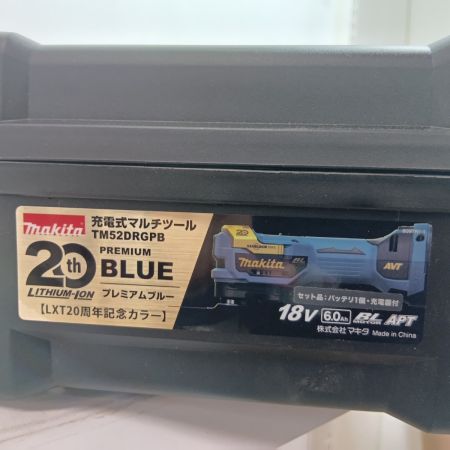 makita
充電式マルチツール
TM52DRGPB
20th
LITHIUM-ION
PREMIUM
BLUE
プレミアムブルー
【LXT20周年記念カラー】
makita
BL
AVT
セット品:バッテリ1個・充電器付
18V 6.0Ah BL MOTOR APT
株式会社マキタ Made in China